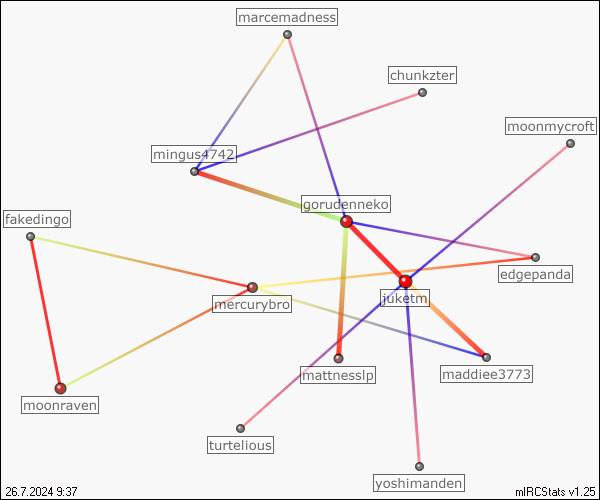 marcemadness
chunkzter
moonmycroft
mingus4742
gorudenneko
fakedingo
edgepanda
mercurybro
juketm
mattnesslp
maddiee3773
moonraven
turtelious
yoshimanden
26.7.2024 9:37
mIRCStats v1.25